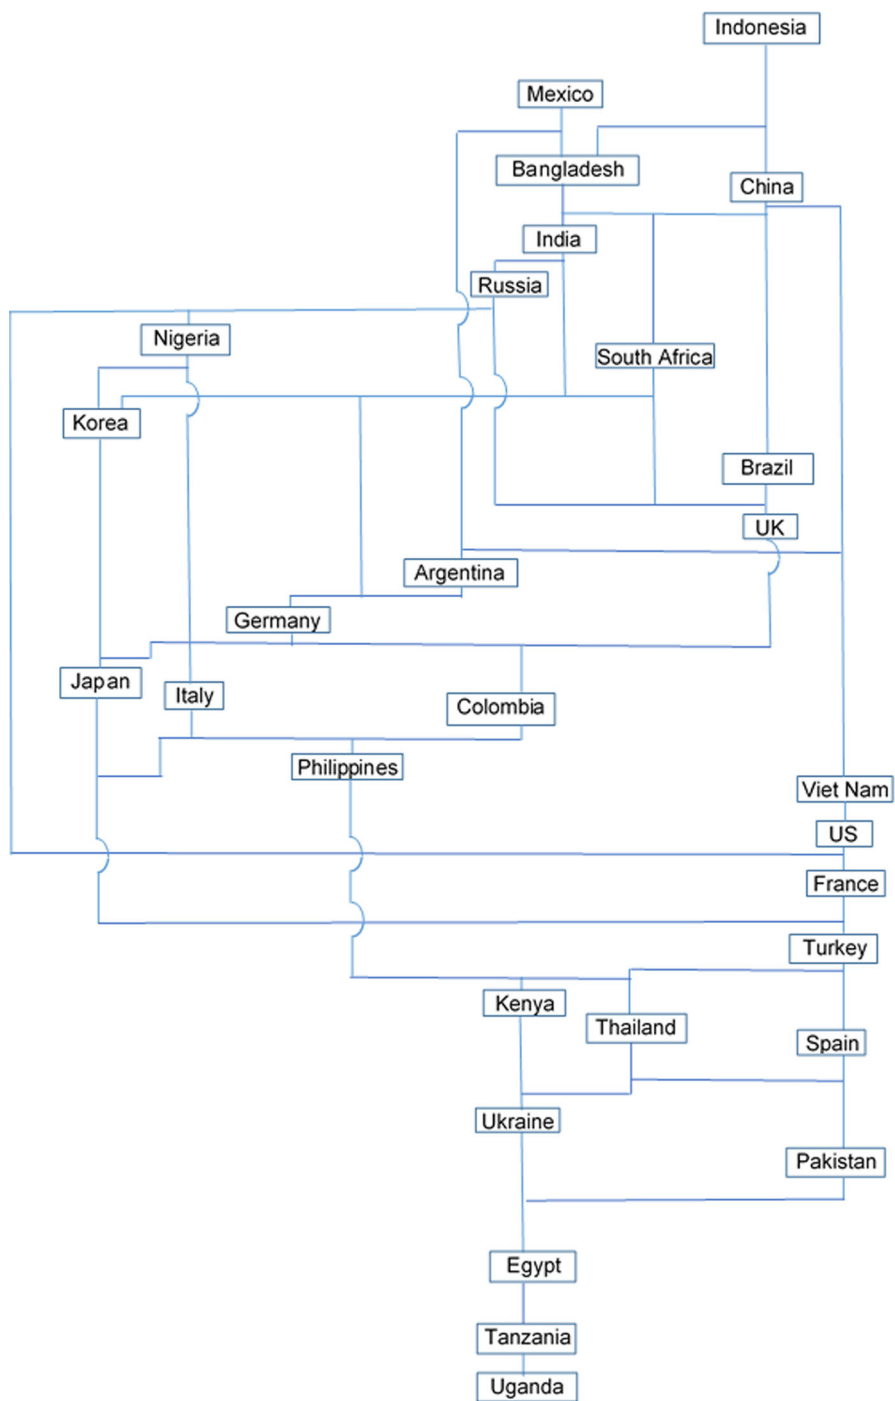 Indonesia
Mexico
Bangladesh
China
India
Russia
Nigeria
South Africa
Korea
Brazil
UK
Argentina
Germany
Japan
Italy
Colombia
Philippines
Viet Nam
US
France
Turkey
Kenya
Thailand
Spain
Ukraine
Pakistan
Egypt
Tanzania
Uganda